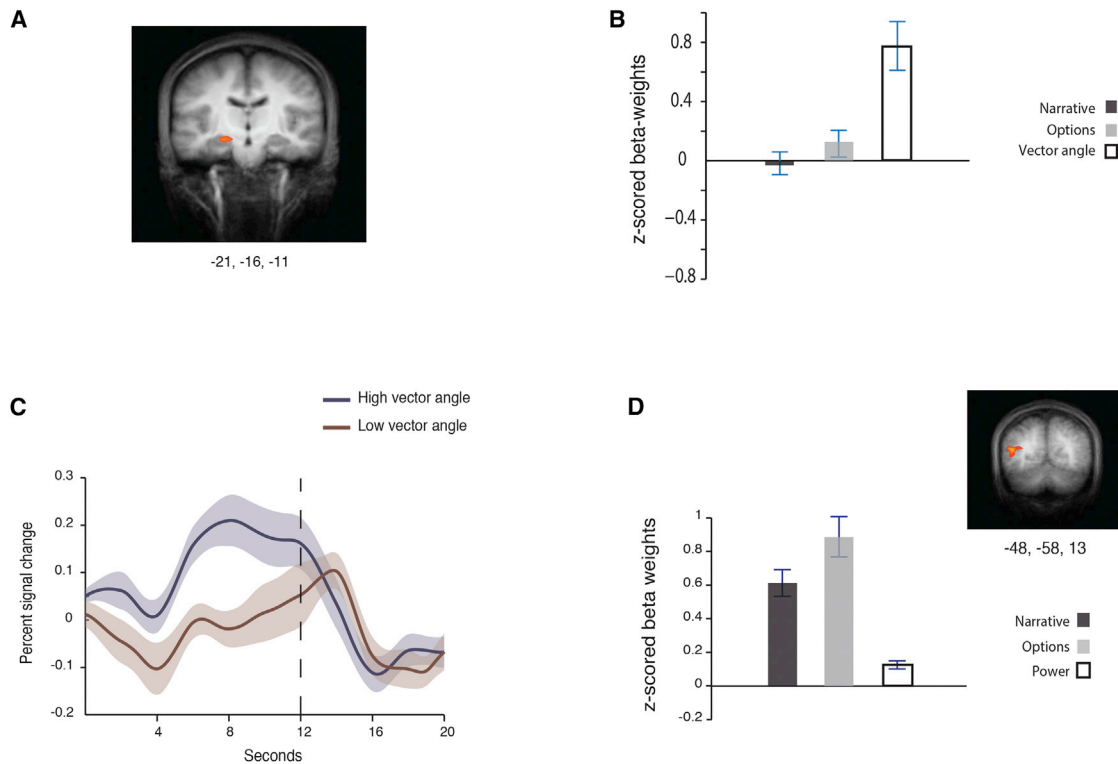 A
-21, -16, -11
B
z-scored beta-weights
0.8
0.4
0
−0.4
−0.8
Narrative
Options
Vector angle
C
High vector angle
Low vector angle
Percent signal change
0.3
0.2
0.1
0
-0.1
-0.2
4
8
12
16
20
Seconds
D
-48, -58, 13
z-scored beta weights
1
0.8
0.6
0.4
0.2
0
-0.2
Narrative
Options
Power